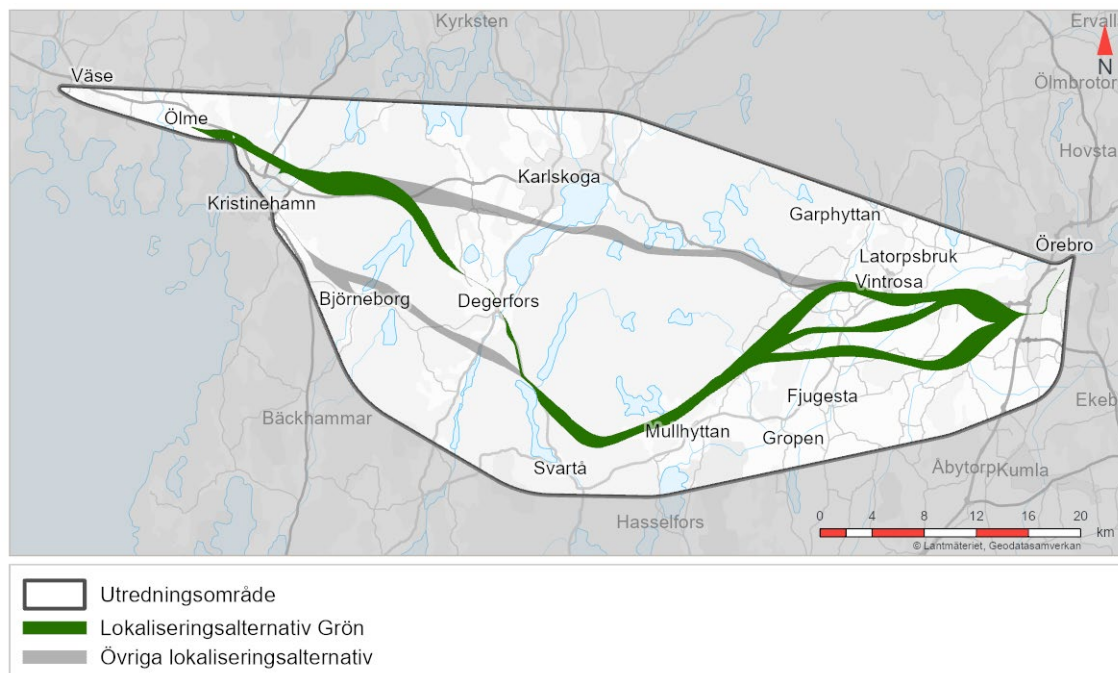 Kyrksten
Ervall
N
Väse
Ölmbrotor
Ölme
Hovsta
Karlskoga
Kristinehamn
Garphyttan
Örebro
Latorpsbruk
Vintrosa
Björneborg
Degerfors
Fjugesta
Ekeb
Bäckhammar
Mullhyttan
Gropen
Svartå
Åbytorp
Kumla
Hasselfors
0 4 8 12 16 20
km
© Lantmäteriet, Geodatasamverkan
Utredningsområde
Lokaliseringsalternativ Grön
Övriga lokaliseringsalternativ